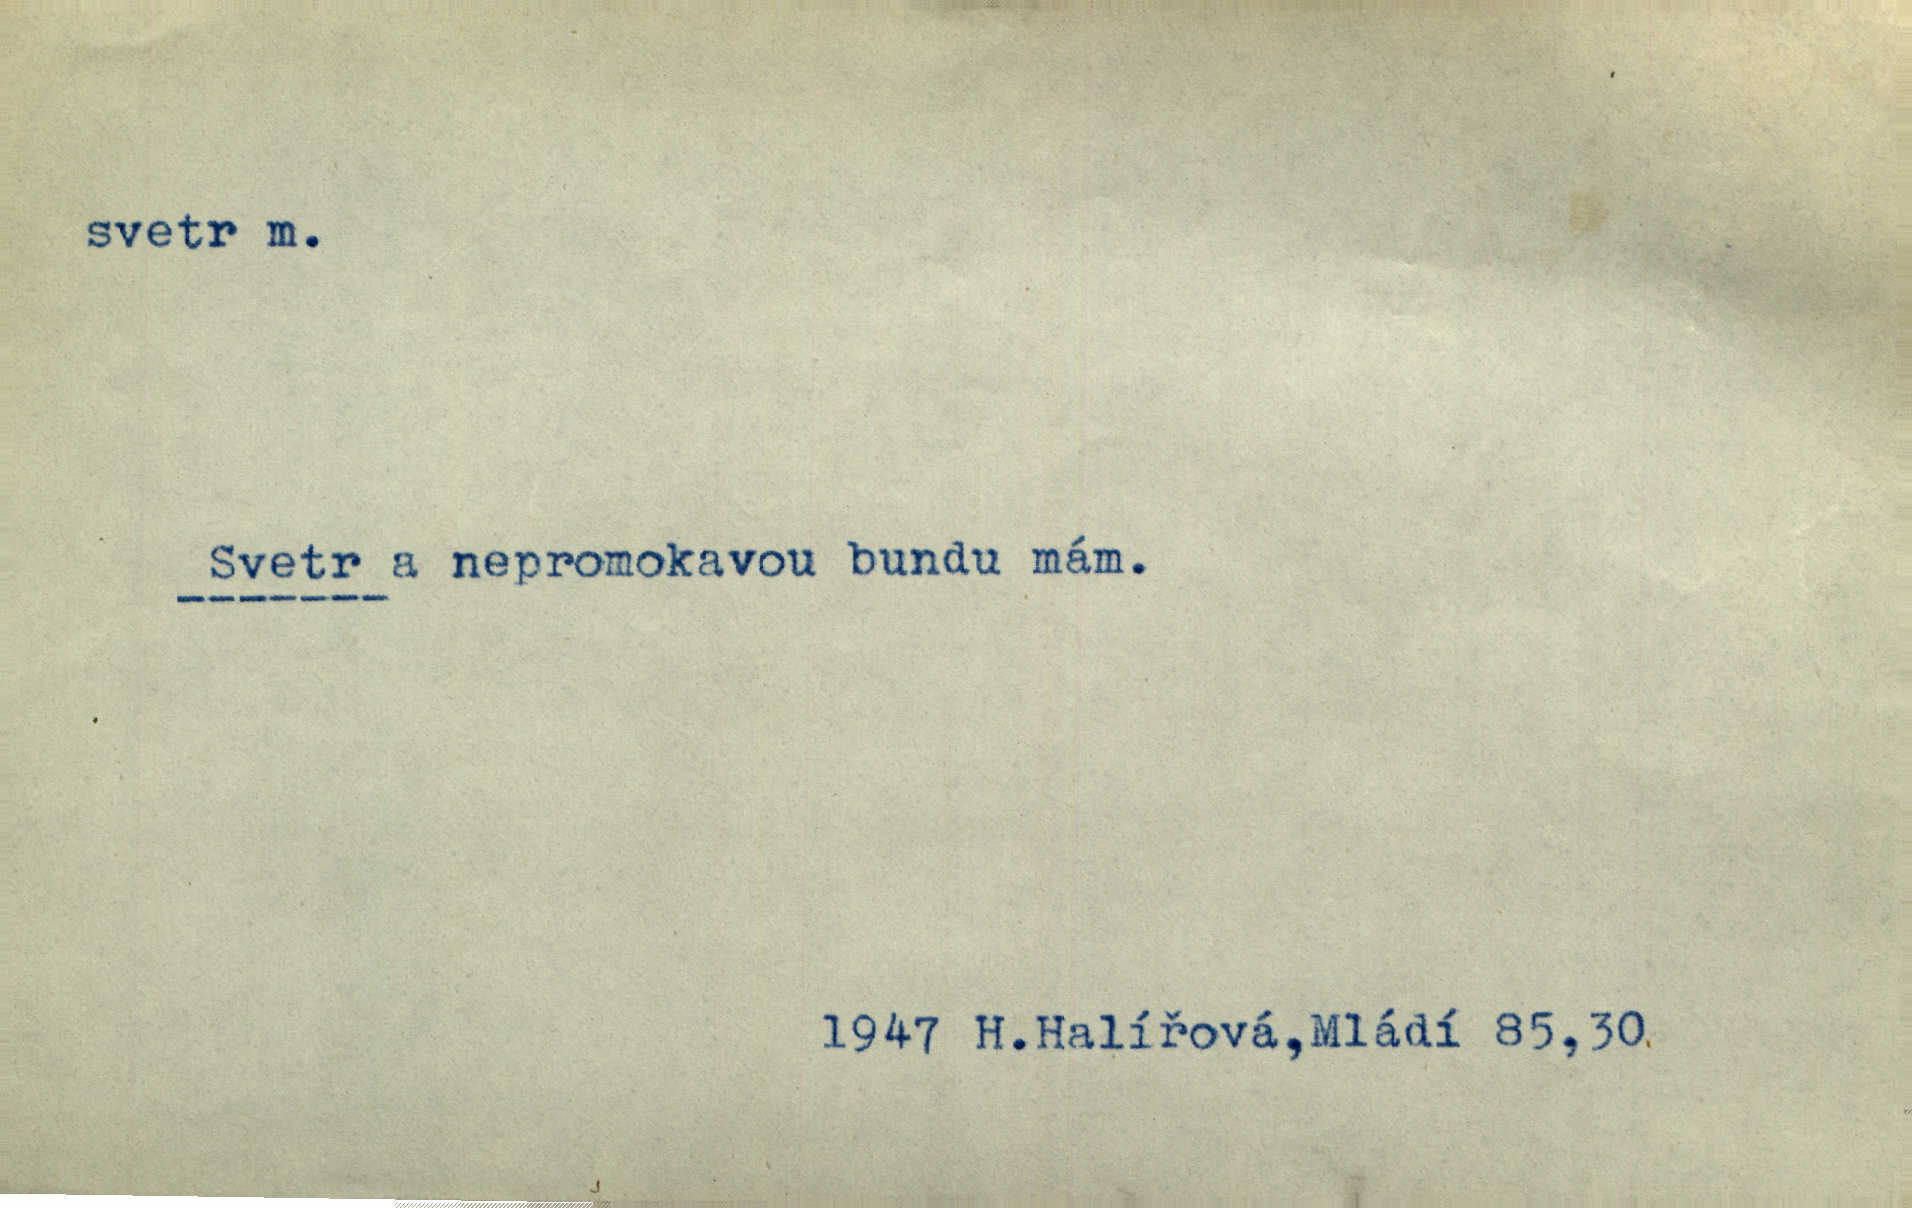 svetr m.
Svetr a nepromokavou bundu mám.
1947 H.Halířová,Mládí 85,30